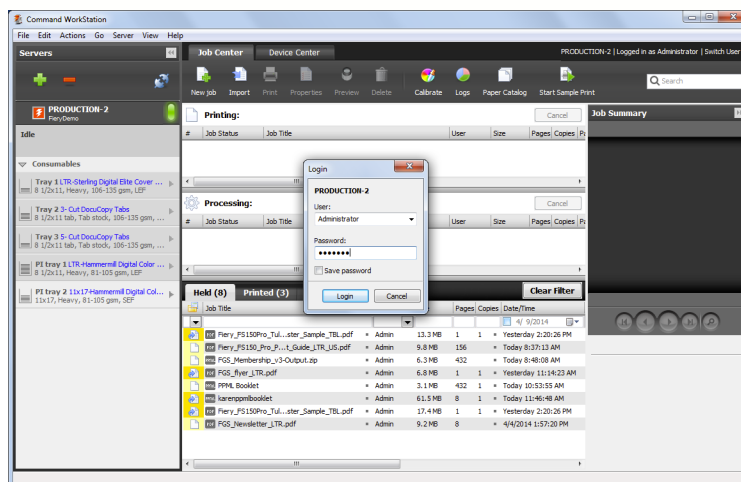 Command WorkStation
File Edit Actions Go Server View Help
Servers
Job Center Device Center
PRODUCTION-2 | Logged in as Administrator | Switch User
New job Import Print Properties Preview Delete Calibrate Logs Paper Catalog Start Sample Print
Search
PRODUCTION-2
FieryDemo
Idle
Consumables
Tray 1 LTR-Sterling Digital Elite Cover ...
8 1/2x11, Heavy, 106-135 gsm, LEF
Tray 2 3- Cut DocuCopy Tabs
8 1/2x11 tab, Tab stock, 106-135 gsm, ...
Tray 3 5- Cut DocuCopy Tabs
8 1/2x11 tab, Tab stock, 106-135 gsm, ...
PI tray 1 LTR-Hammermill Digital Color ...
8 1/2x11, Heavy, 81-105 gsm, LEF
PI tray 2 11x17-Hammermill Digital Col...
11x17, Heavy, 81-105 gsm, SEF
Printing:
Cancel
# Job Status Job Title User Size Pages Copies
Processing:
Cancel
# Job Status Job Title User Size Pages Copies
Login
PRODUCTION-2
User:
Administrator
Password:
Save password
Login Cancel
Held (8) Printed (3)
Clear Filter
Job Title Pages Copies Date/Time
4/ 9/2014
PDF Fiery_FS150Pro_Tul...ster_Sample_TBL.pdf Admin 13.3 MB 1 1 Yesterday 2:20:26 PM
PDF Fiery_FS150_Pro_P...t_Guide_LTR_US.pdf Admin 9.8 MB 156 Today 8:37:13 AM
FGS_Membership_v3-Output.zip Admin 6.3 MB 432 Today 8:48:08 AM
PDF FGS_flyer_LTR.pdf Admin 6.8 MB 1 1 Yesterday 11:14:23 AM
PPML Booklet Admin 3.1 MB 432 1 Today 10:53:55 AM
karenppmlbooklet Admin 61.5 MB 8 1 Today 11:46:48 AM
PDF Fiery_FS150Pro_Tul...ster_Sample_TBL.pdf Admin 17.4 MB 1 1 Yesterday 2:20:26 PM
PDF FGS_Newsletter_LTR.pdf Admin 9.2 MB 8 4/4/2014 1:57:20 PM
Job Summary